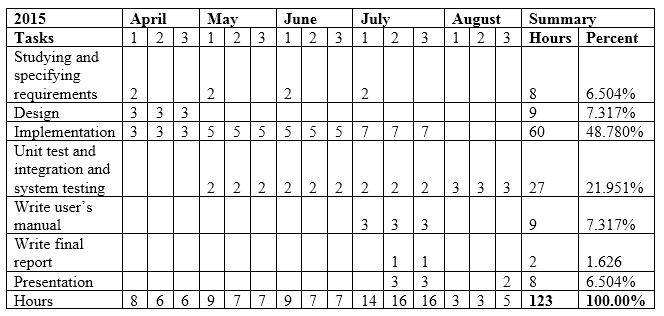 2015 April May June July August Summary
Tasks 1 2 3 1 2 3 1 2 3 1 2 3 1 2 3 Hours Percent
Studying and
specifying
requirements 2 2 2 2 8 6.504%
Design 3 3 3 9 7.317%
Implementation 3 3 3 5 5 5 5 5 5 7 7 7 60 48.780%
Unit test and
integration and
system testing 2 2 2 2 2 2 2 2 2 3 3 3 27 21.951%
Write user’s
manual 3 3 3 9 7.317%
Write final
report 1 1 2 1.626
Presentation 3 3 2 8 6.504%
Hours 8 6 6 9 7 7 9 7 7 14 16 16 3 3 5 123 100.00%